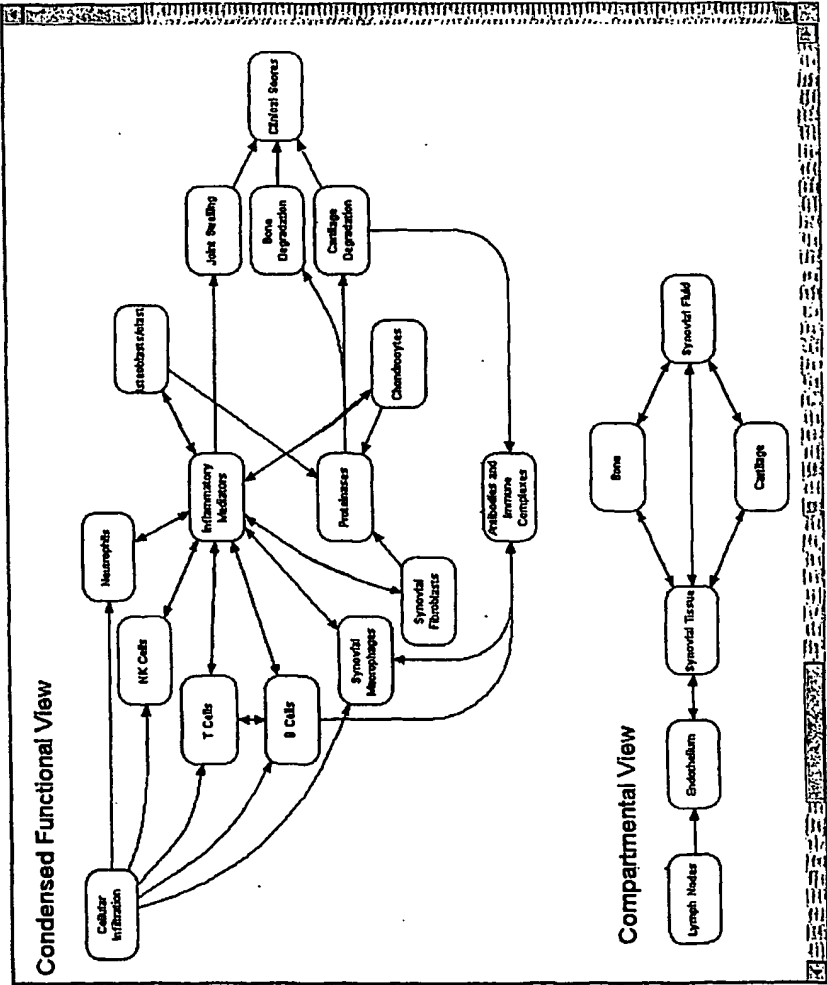 Condensed Functional View
Cellular
Infiltration
Neutrophils
NK Cells
T Cells
B Cells
Synovial
Macrophages
Synovial
Fibroblasts
Inflammatory
Mediators
Proteinases
Antibodies and
Immune
Complexes
steoblasts/clast
Chondrocytes
Joint Swelling
Bone
Degradation
Cartilage
Degradation
Clinical Scores
Compartmental View
Lymph Nodes
Endothelium
Synovial Tissue
Bone
Cartilage
Synovial Fluid